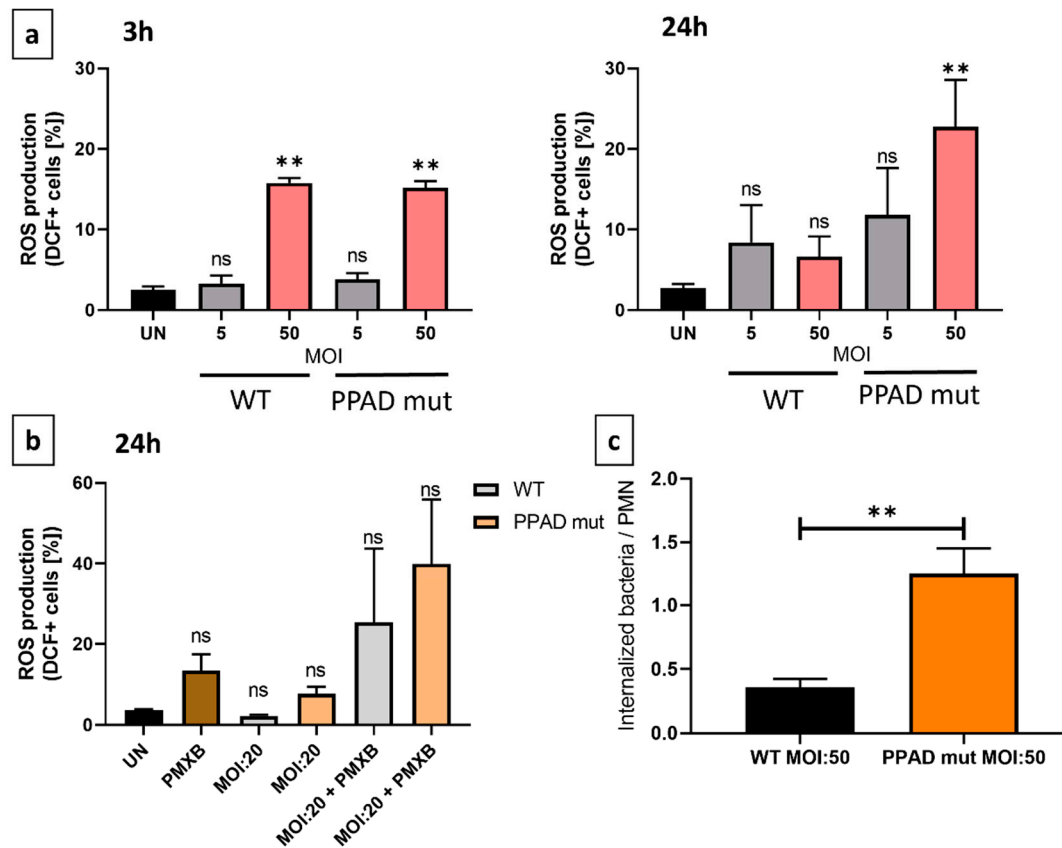 a
3h
ROS production
(DCF+ cells [%])
30
20
10
0
ns
**
ns
**
UN
5
50
5
50
MOI
WT
PPAD mut
24h
ROS production
(DCF+ cells [%])
30
20
10
0
ns
ns
ns
**
UN
5
50
5
50
MOI
WT
PPAD mut
b
24h
ROS production
(DCF+ cells [%])
60
40
20
0
ns
ns
ns
ns
ns
UN
PMXB
MOI:20
MOI:20
MOI:20 + PMXB
MOI:20 + PMXB
WT
PPAD mut
c
Internalized bacteria / PMN
2.0
1.5
1.0
0.5
0.0
**
WT MOI:50
PPAD mut MOI:50